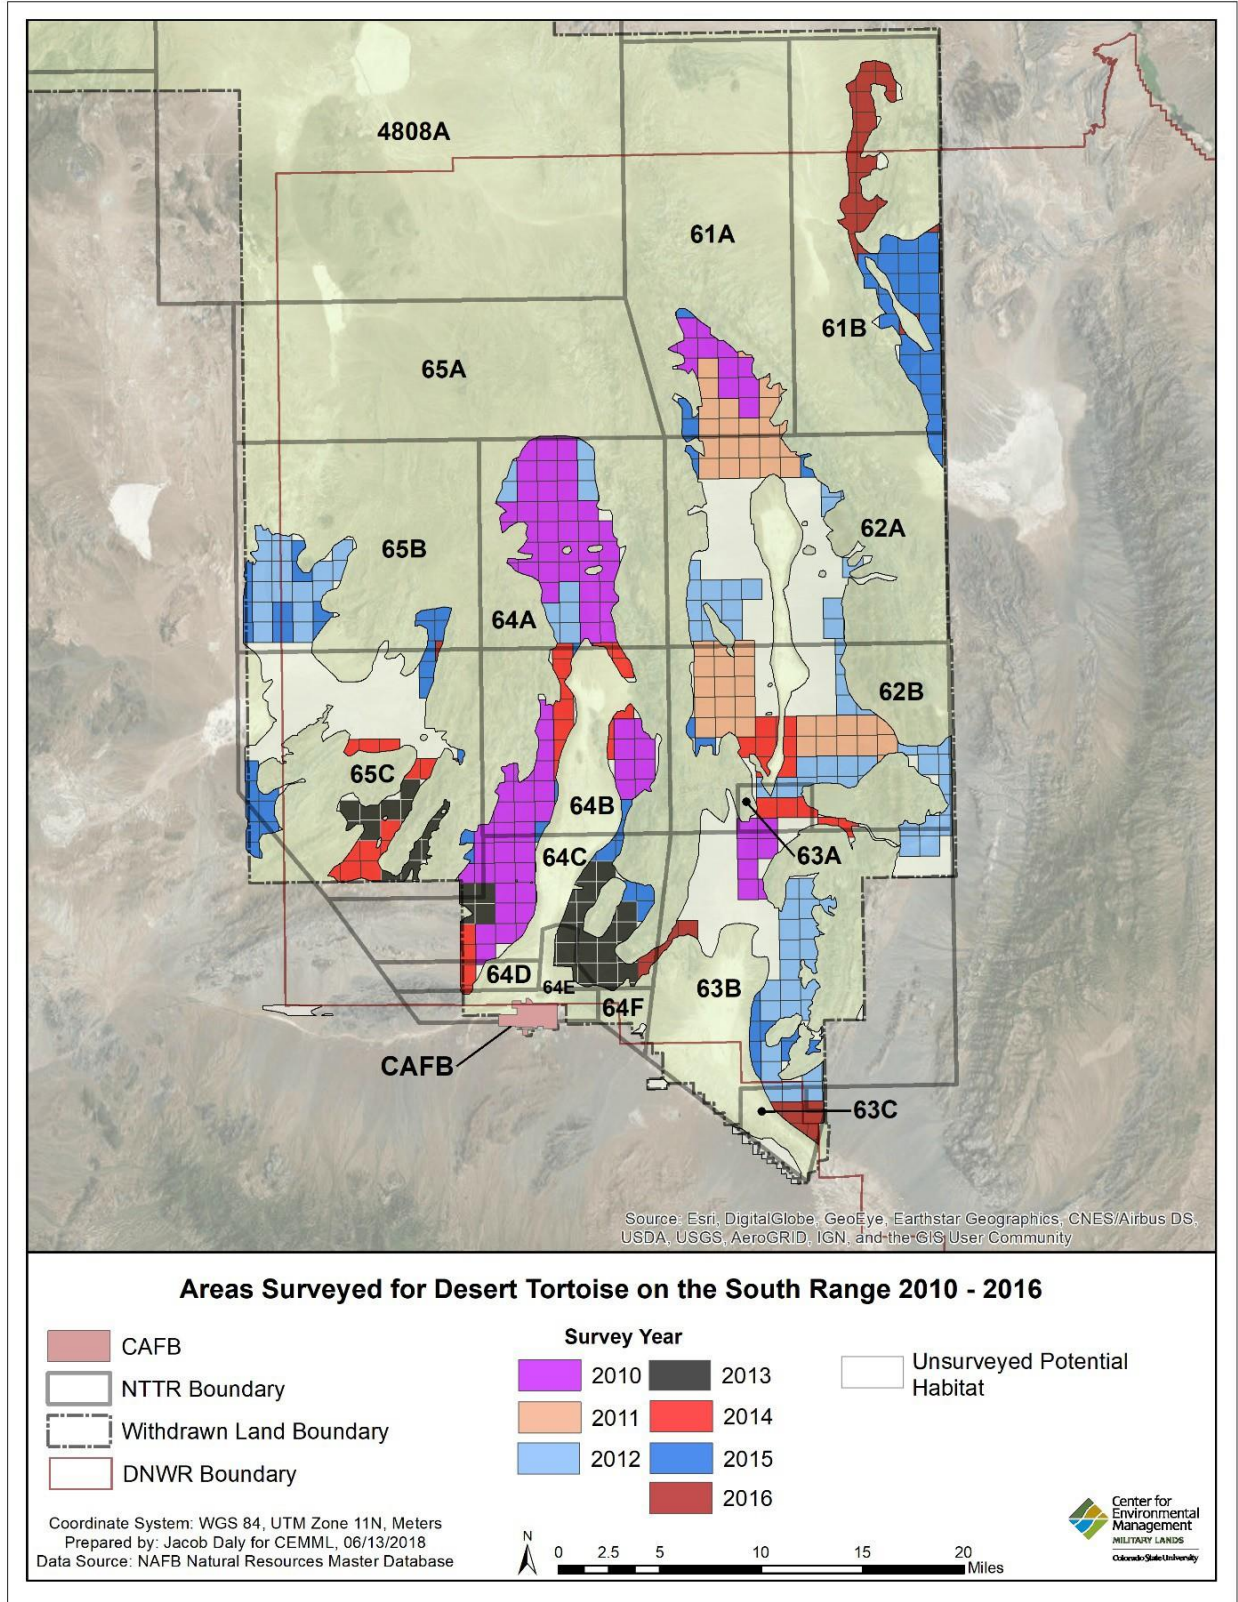 4808A
61A
61B
65A
62A
65B
64A
62B
65C
64B
64C
63A
64D
64E
63B
64F
CAFB
63C
Source: Esri, DigitalGlobe, GeoEye, Earthstar Geographics, CNES/Airbus DS,
USDA, USGS, AeroGRID, IGN, and the GIS User Community
Areas Surveyed for Desert Tortoise on the South Range 2010 - 2016
CAFB
NTTR Boundary
Withdrawn Land Boundary
DNWR Boundary
Survey Year
2010
2011
2012
2013
2014
2015
2016
Unsurveyed Potential
Habitat
Coordinate System: WGS 84, UTM Zone 11N, Meters
Prepared by: Jacob Daly for CEMML, 06/13/2018
Data Source: NAFB Natural Resources Master Database
N
0 2.5 5 10 15 20
Miles
Center for
Environmental
Management
MILITARY LANDS
Colorado State University